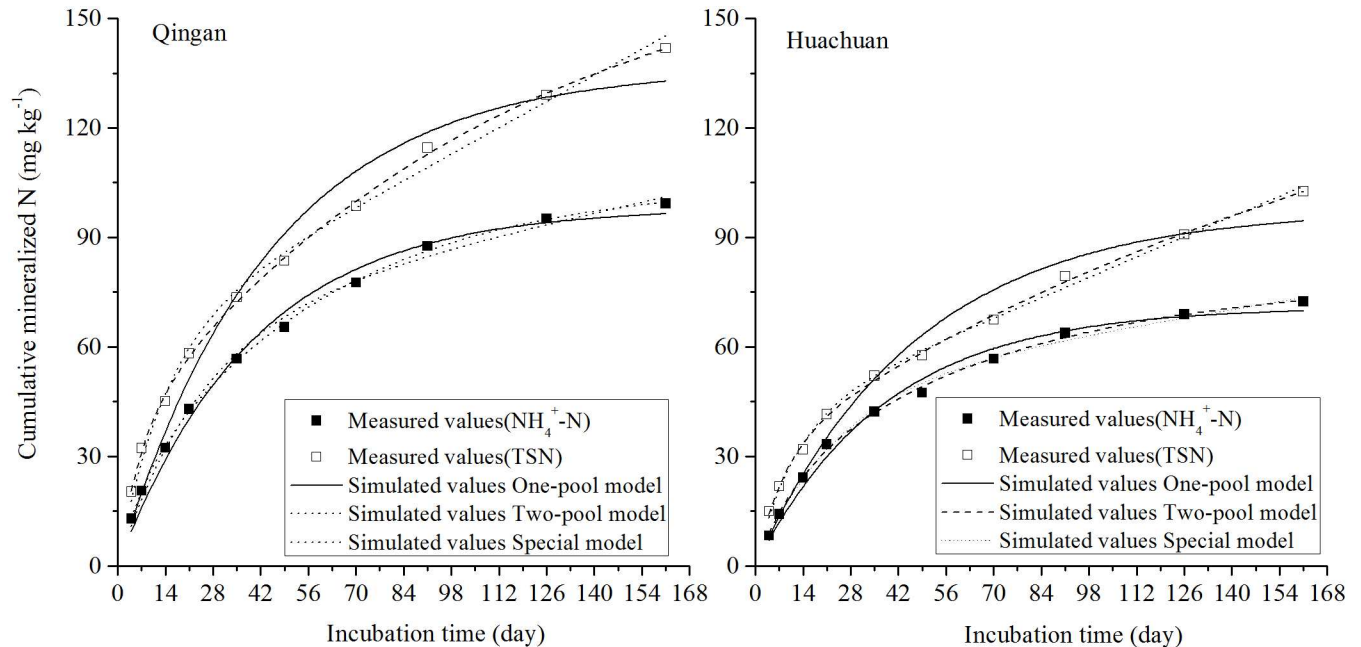 Cumulative mineralized N (mg kg⁻¹)
150
120
90
60
30
0
Qingan
Measured values(NH₄⁺-N)
Measured values(TSN)
Simulated values One-pool model
Simulated values Two-pool model
Simulated values Special model
0 14 28 42 56 70 84 98 112 126 140 154 168
Incubation time (day)
150
120
90
60
30
0
Huachuan
Measured values(NH₄⁺-N)
Measured values(TSN)
Simulated values One-pool model
Simulated values Two-pool model
Simulated values Special model
0 14 28 42 56 70 84 98 112 126 140 154 168
Incubation time (day)